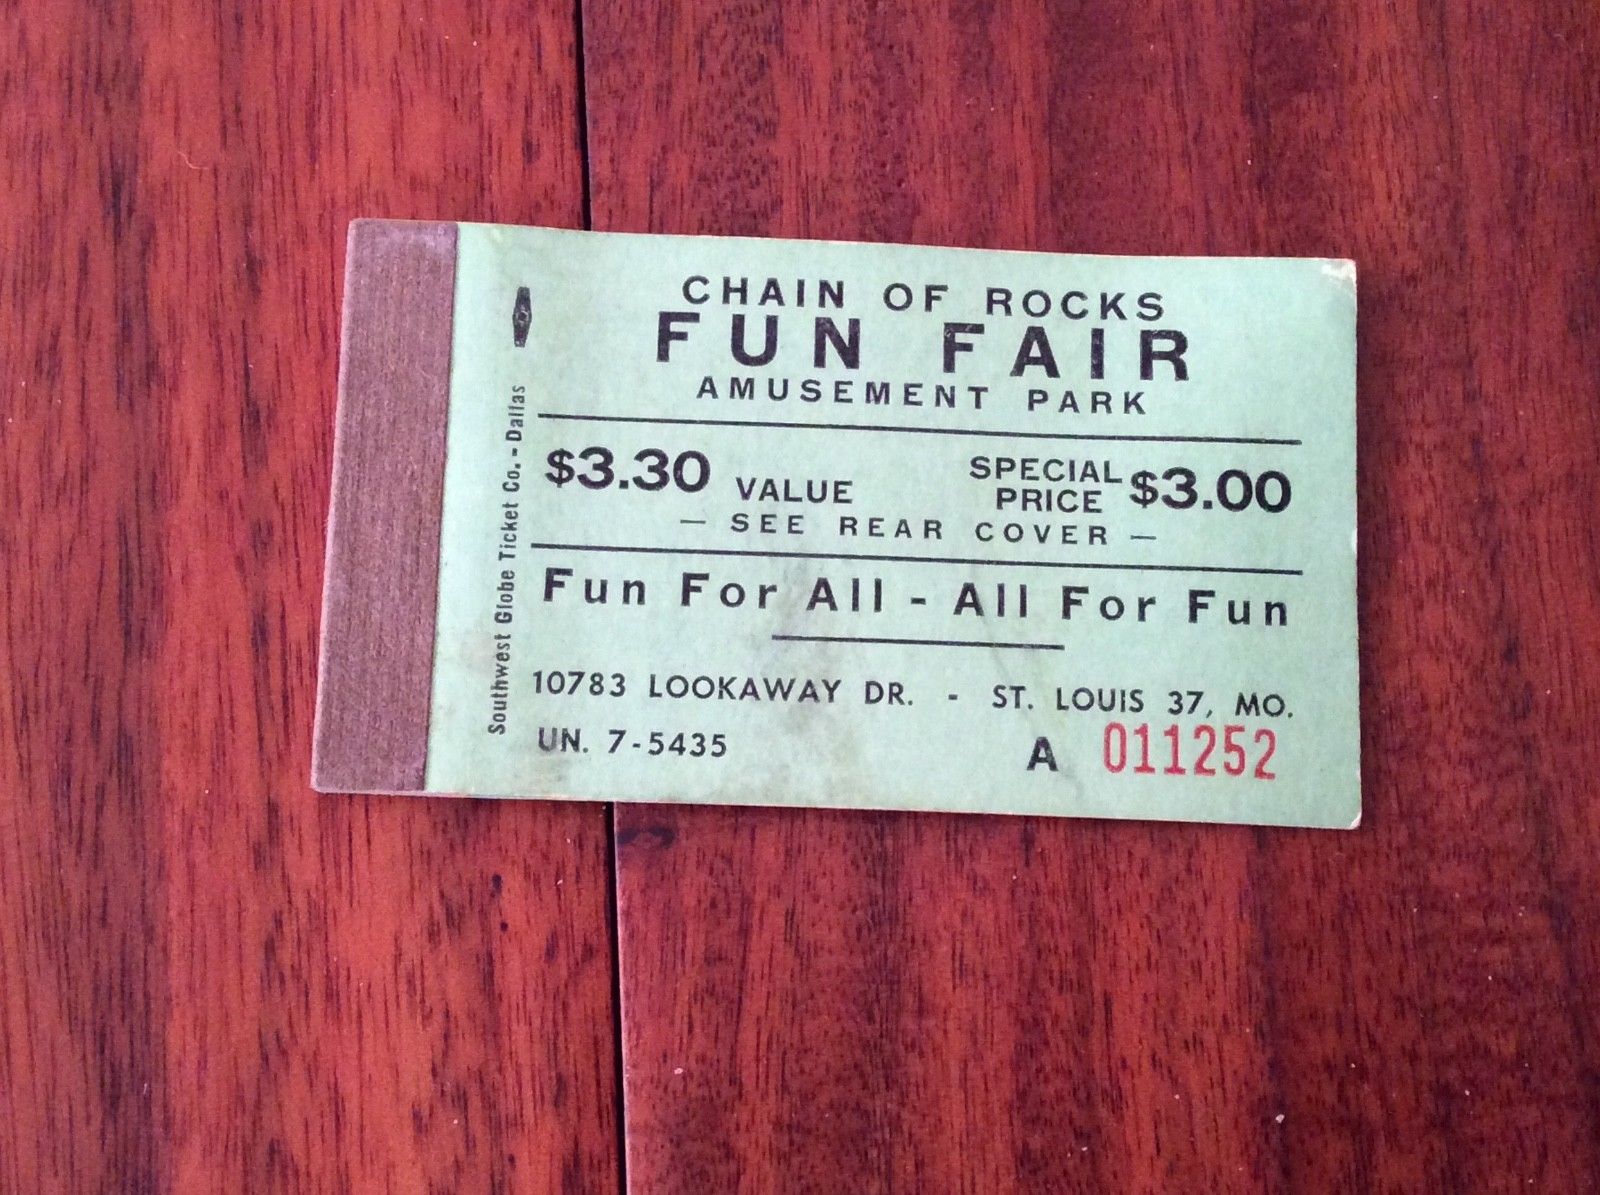 CHAIN OF ROCKS
FUN FAIR
AMUSEMENT PARK
$3.30 VALUE SPECIAL PRICE $3.00
— SEE REAR COVER —
Fun For All - All For Fun
10783 LOOKAWAY DR. - ST. LOUIS 37, MO.
UN. 7-5435
A 011252
Southwest Globe Ticket Co. - Dallas